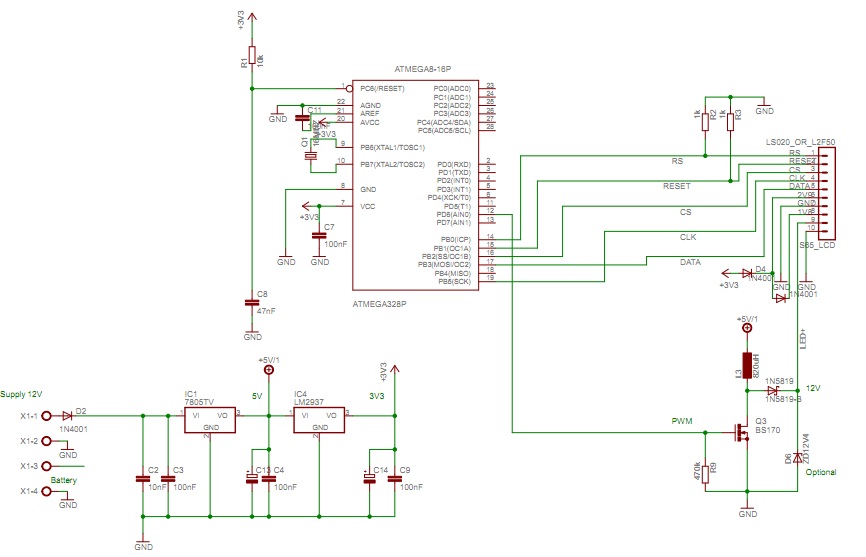 +3V3
R1
10k
ATMEGA8-16P
1
PC6(/RESET)
PC0(ADC0)
23
PC1(ADC1)
24
22
AGND
PC2(ADC2)
25
21
AREF
PC3(ADC3)
26
20
AVCC
PC4(ADC4/SDA)
27
PC5(ADC5/SCL)
28
C11
GND
+3V3
Q1
9
PB6(XTAL1/TOSC1)
10
PB7(XTAL2/TOSC2)
PD0(RXD)
2
PD1(TXD)
3
PD2(INT0)
4
8
GND
PD3(INT1)
5
PD4(XCK/T0)
6
7
VCC
PD5(T1)
11
PD6(AIN0)
12
PD7(AIN1)
13
+3V3
C7
100nF
PB0(ICP)
14
PB1(OC1A)
15
PB2(SS/OC1B)
16
PB3(MOSI/OC2)
17
PB4(MISO)
18
PB5(SCK)
19
GND
GND
C8
47nF
GND
ATMEGA328P
1k
R2
1k
R3
GND
LS020_OR_L2F50
RS
1
RESET
2
CS
3
CLK
4
DATA
5
2V9
6
GND
7
1V8
8
9
10
S65_LCD
RS
RESET
CS
CLK
DATA
+3V3
D4
1N4001
GND
GND
1N4001
+5V/1
L3
820uH
LED+
1N5819
1N5819-B
12V
PWM
Q3
BS170
R9
470k
D6
ZD12V4
Optional
GND
Supply 12V
X1-1
D2
1N4001
X1-2
GND
X1-3
Battery
X1-4
GND
IC1
7805TV
1
VI
VO
3
GND
2
+5V/1
5V
IC4
LM2937
1
VI
VO
3
GND
2
3V3
+3V3
C2
10nF
C3
100nF
C13
C4
100nF
C14
C9
100nF
GND